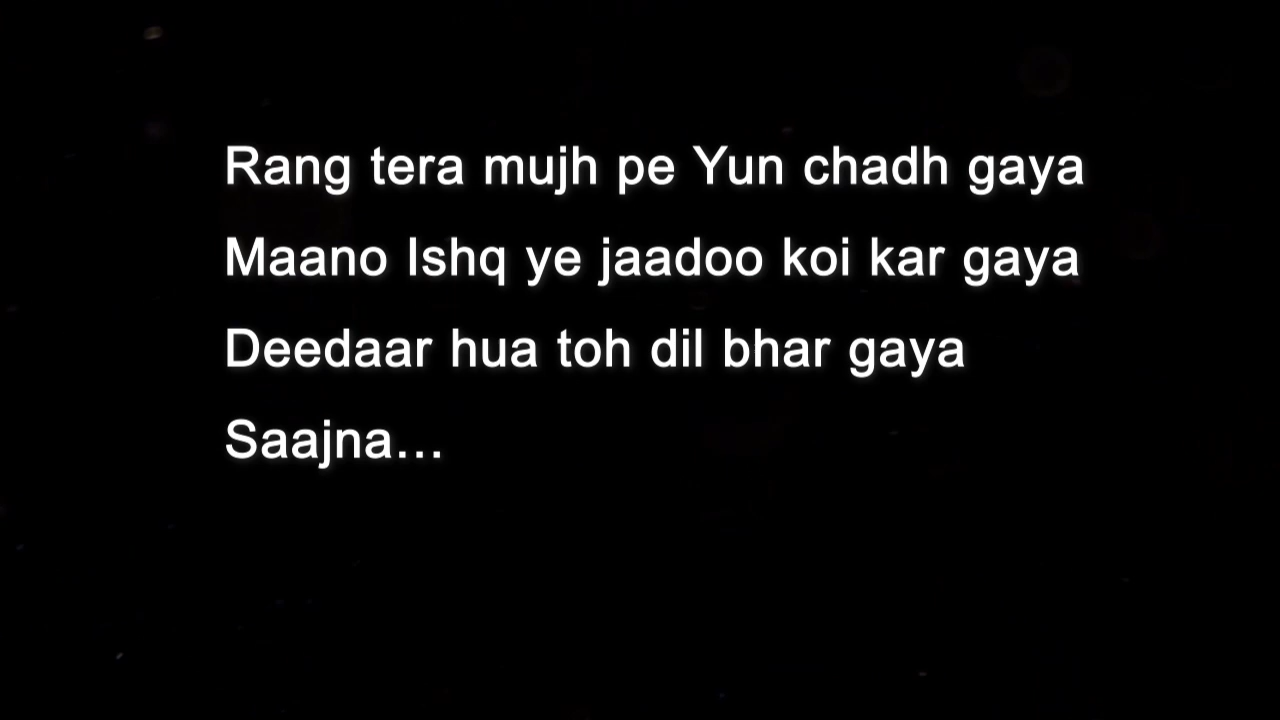 Rang tera mujh pe Yun chadh gaya
Maano Ishq ye jaadoo koi kar gaya
Deedaar hua toh dil bhar gaya
Saajna...